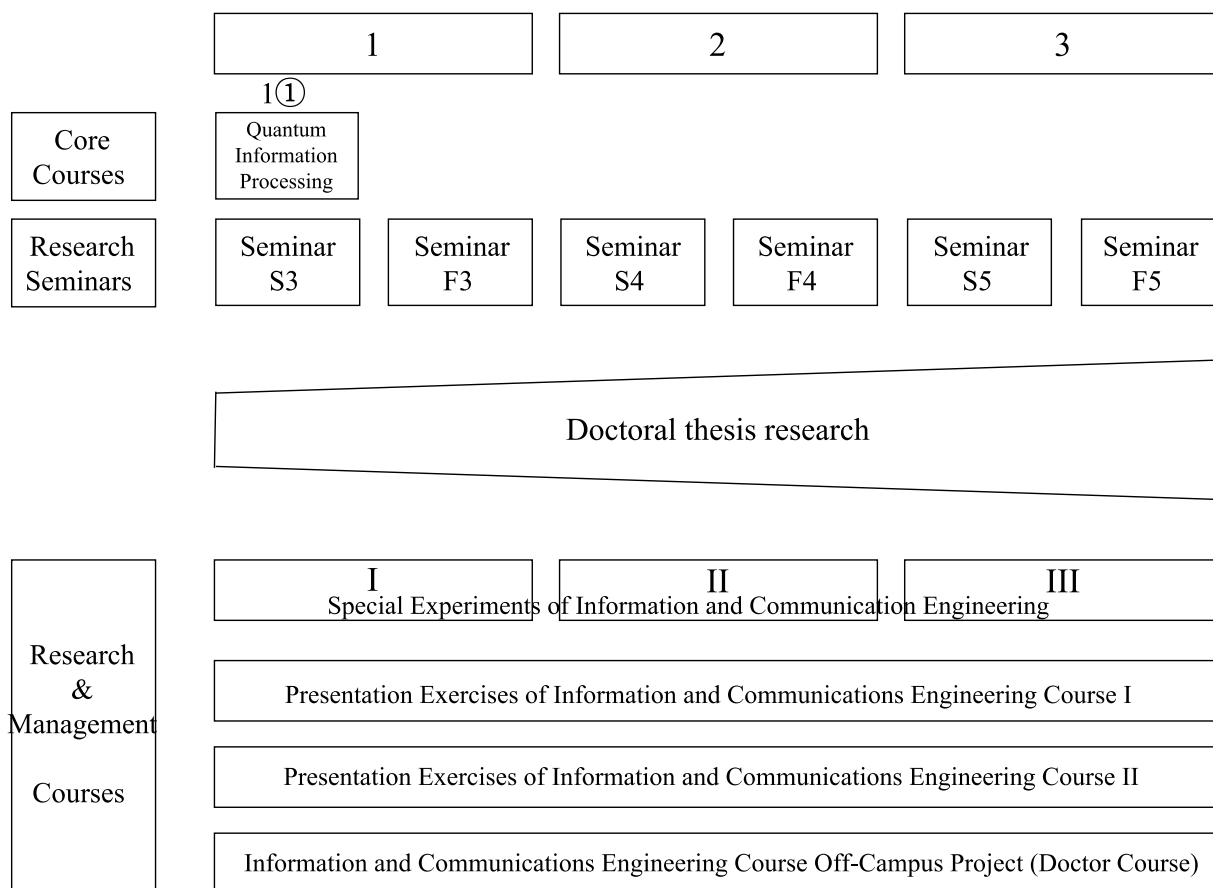 1
2
3
1①
Core
Courses
Quantum
Information
Processing
Research
Seminars
Seminar
S3
Seminar
F3
Seminar
S4
Seminar
F4
Seminar
S5
Seminar
F5
Doctoral thesis research
Research
&
Management
Courses
I
II
III
Special Experiments of Information and Communication Engineering
Presentation Exercises of Information and Communications Engineering Course I
Presentation Exercises of Information and Communications Engineering Course II
Information and Communications Engineering Course Off-Campus Project (Doctor Course)